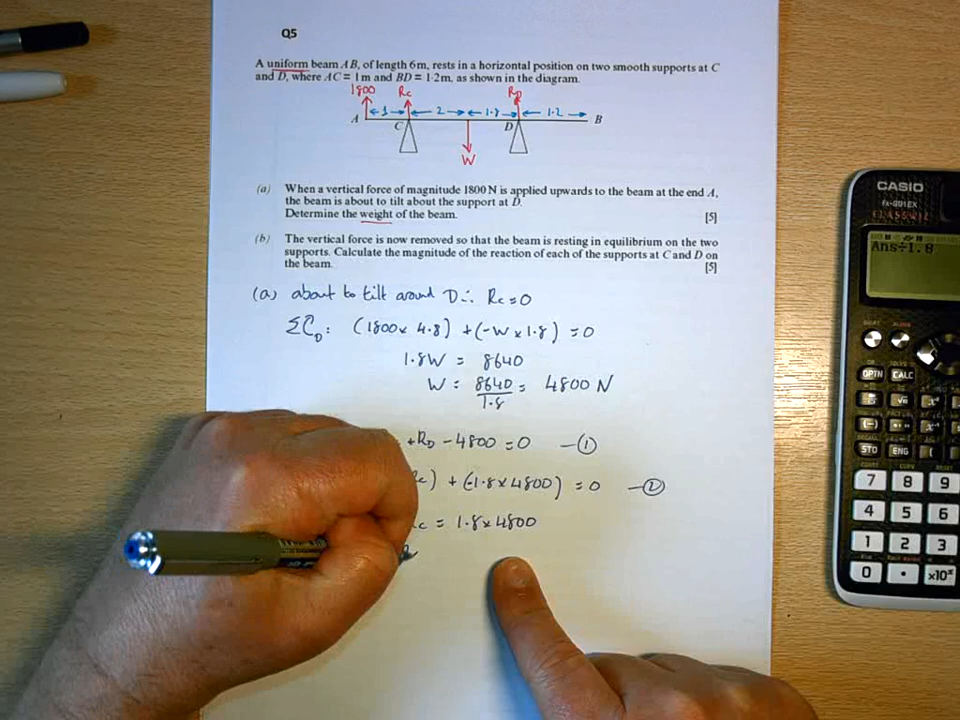 Q5
A uniform beam AB, of length 6m, rests in a horizontal position on two smooth supports at C
and D, where AC = 1m and BD = 1·2m, as shown in the diagram.
1800 Rc RD
A 1 2 1.8 1.2 B
C D
W
(a) When a vertical force of magnitude 1800 N is applied upwards to the beam at the end A,
the beam is about to tilt about the support at D.
Determine the weight of the beam. [5]
(b) The vertical force is now removed so that the beam is resting in equilibrium on the two
supports. Calculate the magnitude of the reaction of each of the supports at C and D on
the beam. [5]
(a) about to tilt around D ∴ Rc = 0
ΣC_D: (1800 x 4.8) + (-W x 1.8) = 0
1.8W = 8640
W = 8640/1.8 = 4800 N
+RD - 4800 = 0 —①
c) + (-1.8 x 4800) = 0 —②
c = 1.8 x 4800
CASIO
fx-991EX
CLASSWIZ
Ans÷1.8
OPTN CALC
(-)
STO ENG (
7 8 9
4 5 6
1 2 3
0 • ×10ˣ